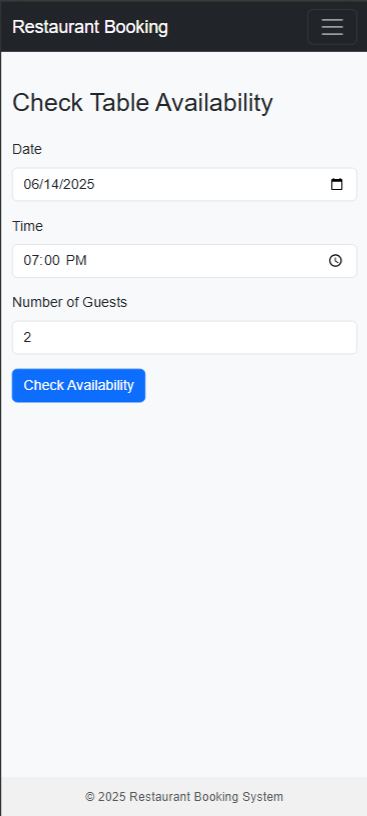 Restaurant Booking
Check Table Availability
Date
06/14/2025
Time
07:00 PM
Number of Guests
2
Check Availability
© 2025 Restaurant Booking System